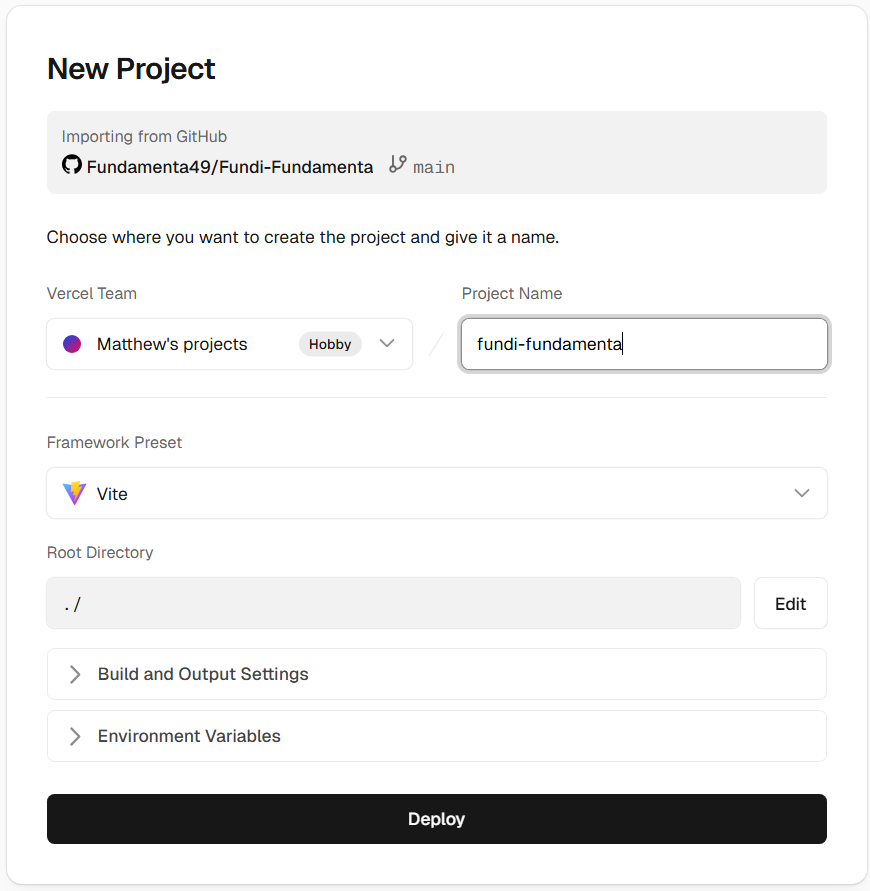 New Project
Importing from GitHub
Fundamenta49/Fundi-Fundamenta main
Choose where you want to create the project and give it a name.
Vercel Team
Project Name
Matthew's projects Hobby
/ fundi-fundamenta
Framework Preset
Vite
Root Directory
./
Edit
Build and Output Settings
Environment Variables
Deploy